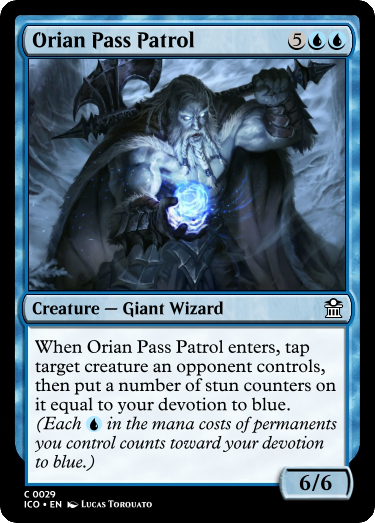 Orian Pass Patrol 5
Creature — Giant Wizard
When Orian Pass Patrol enters, tap
target creature an opponent controls,
then put a number of stun counters on
it equal to your devotion to blue.
(Each in the mana costs of permanents
you control counts toward your devotion
to blue.)
6/6
C 0029
ICO • EN Lucas Torquato